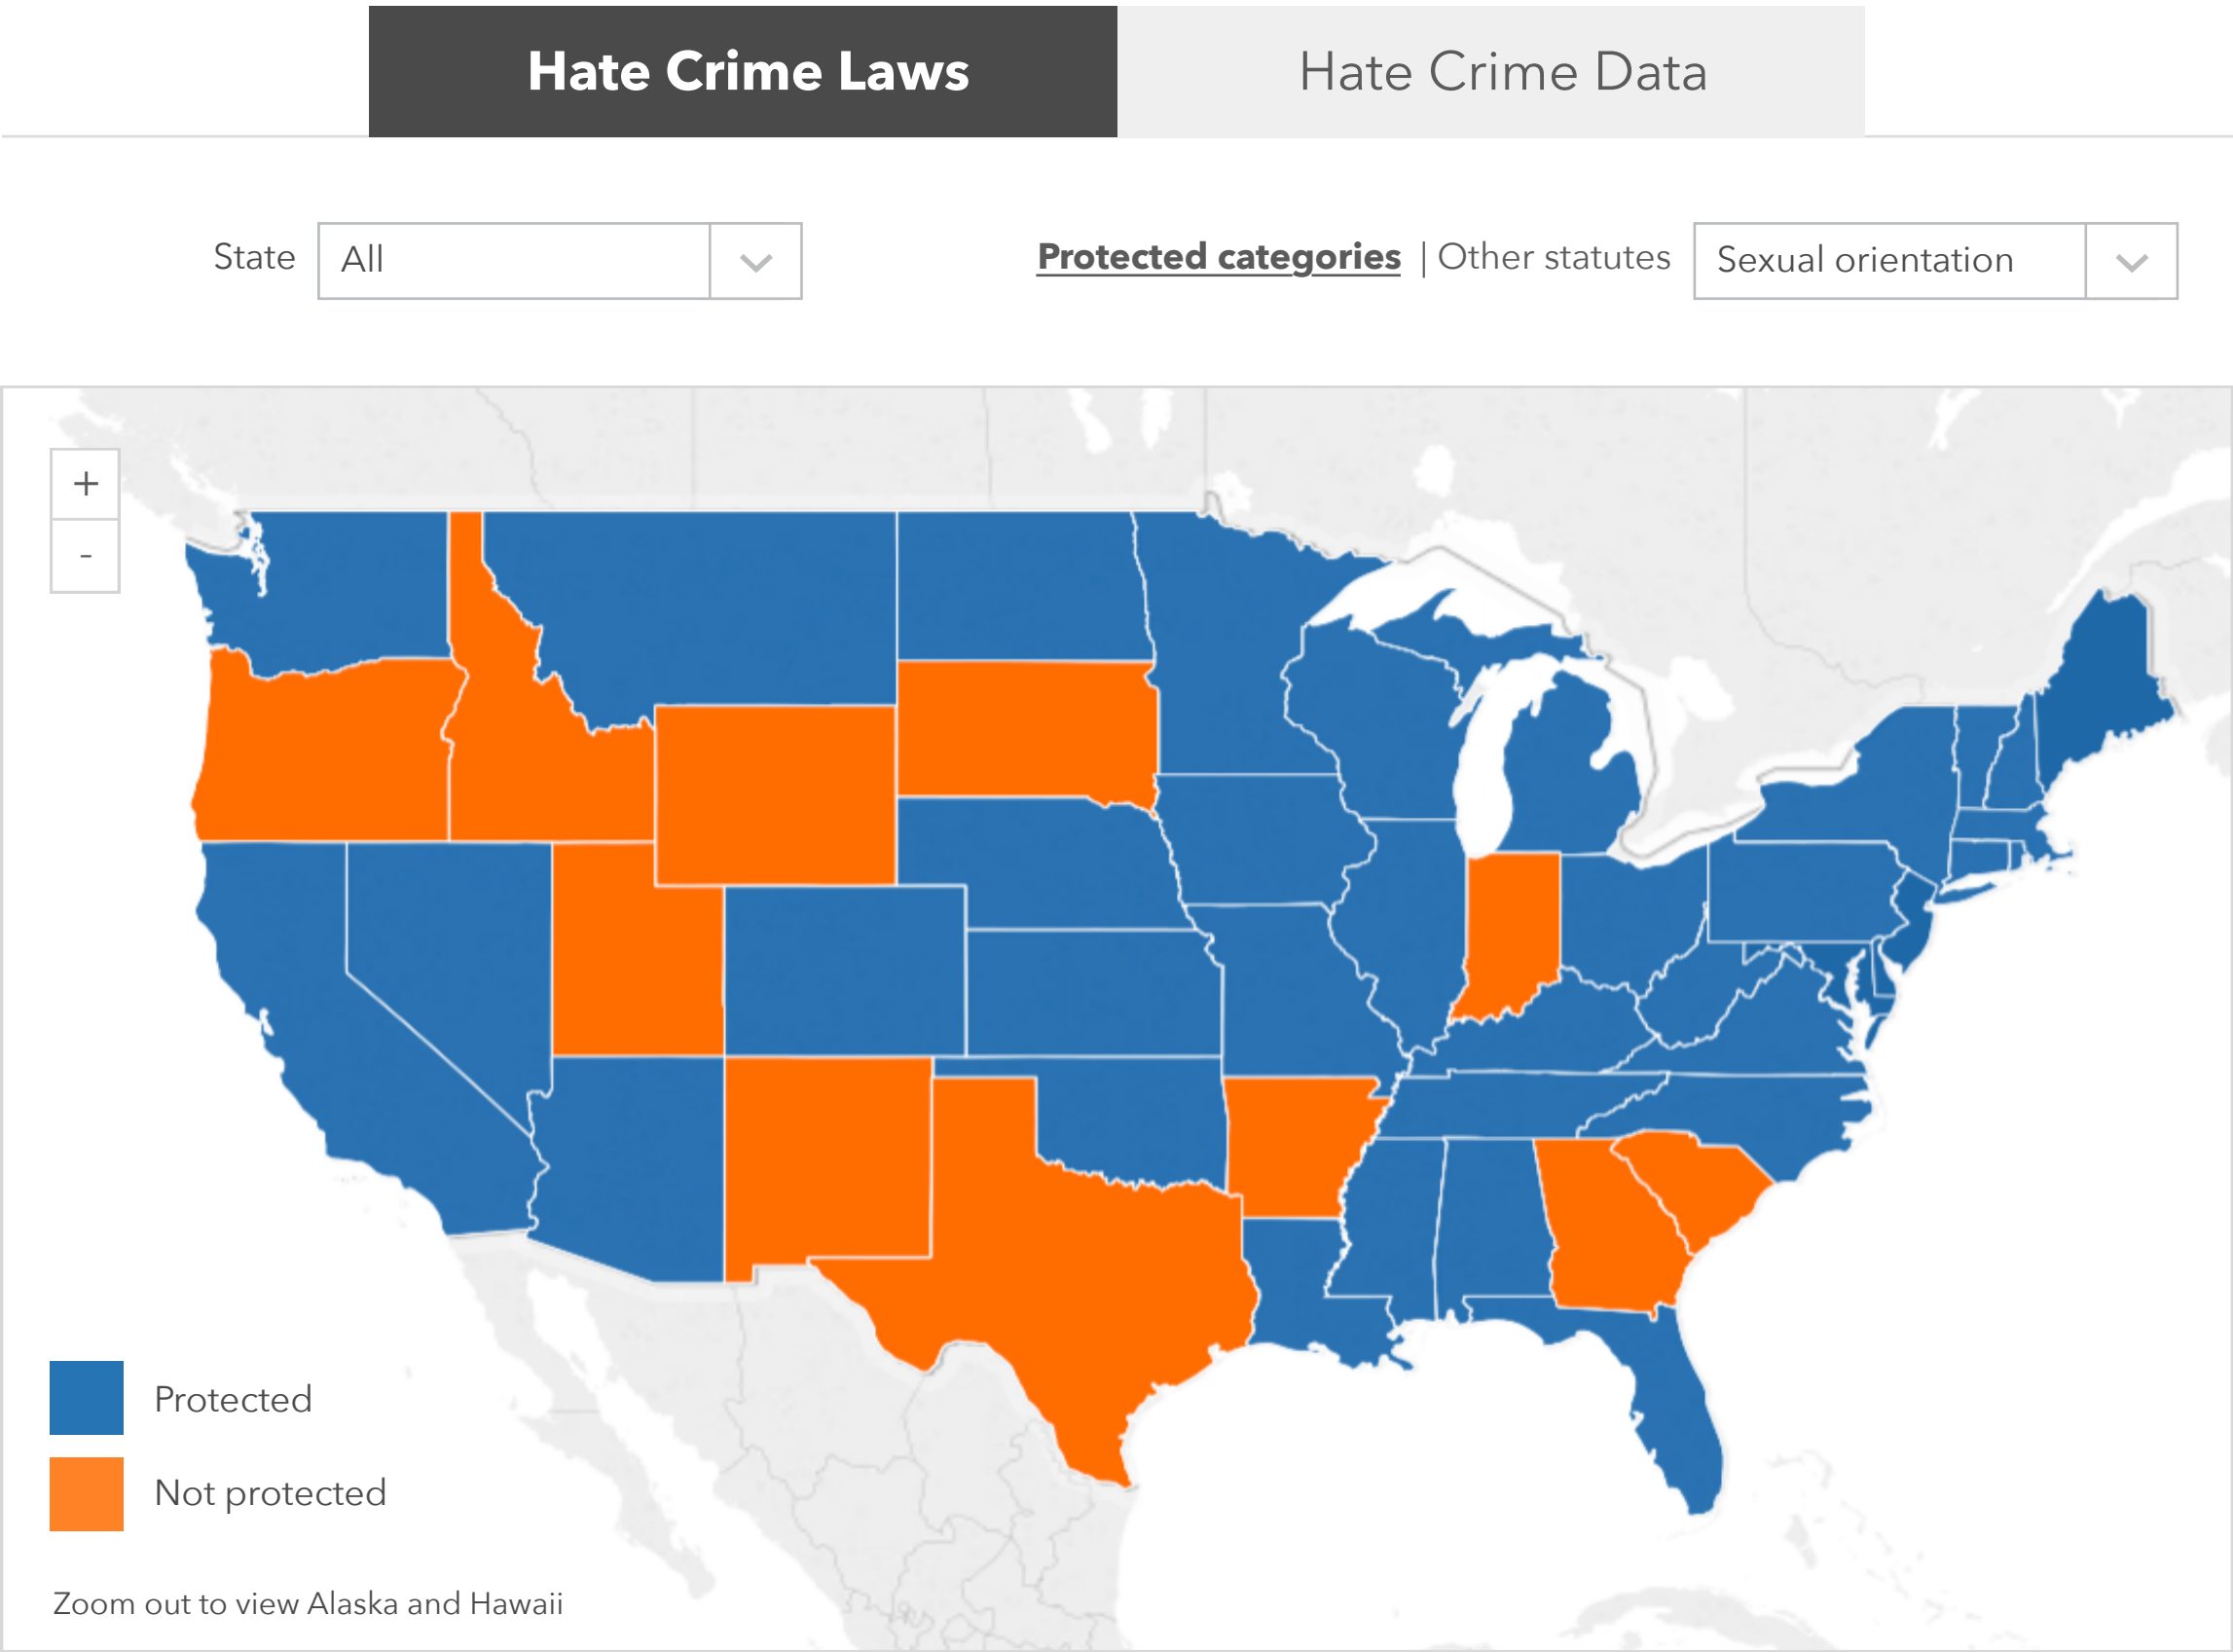 Hate Crime Laws
Hate Crime Data
State
All
Protected categories | Other statutes
Sexual orientation
+
-
Protected
Not protected
Zoom out to view Alaska and Hawaii